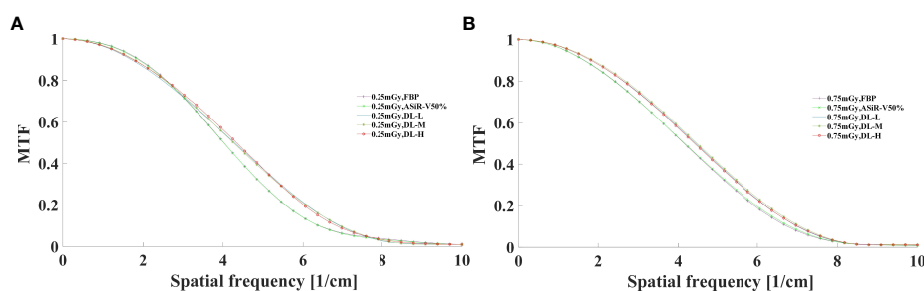 A
1
0.8
0.6
0.4
0.2
0
MTF
0 2 4 6 8 10
Spatial frequency [1/cm]
0.25mGy,FBP
0.25mGy,ASiR-V50%
0.25mGy,DL-L
0.25mGy,DL-M
0.25mGy,DL-H
B
1
0.8
0.6
0.4
0.2
0
MTF
0 2 4 6 8 10
Spatial frequency [1/cm]
0.75mGy,FBP
0.75mGy,ASiR-V50%
0.75mGy,DL-L
0.75mGy,DL-M
0.75mGy,DL-H